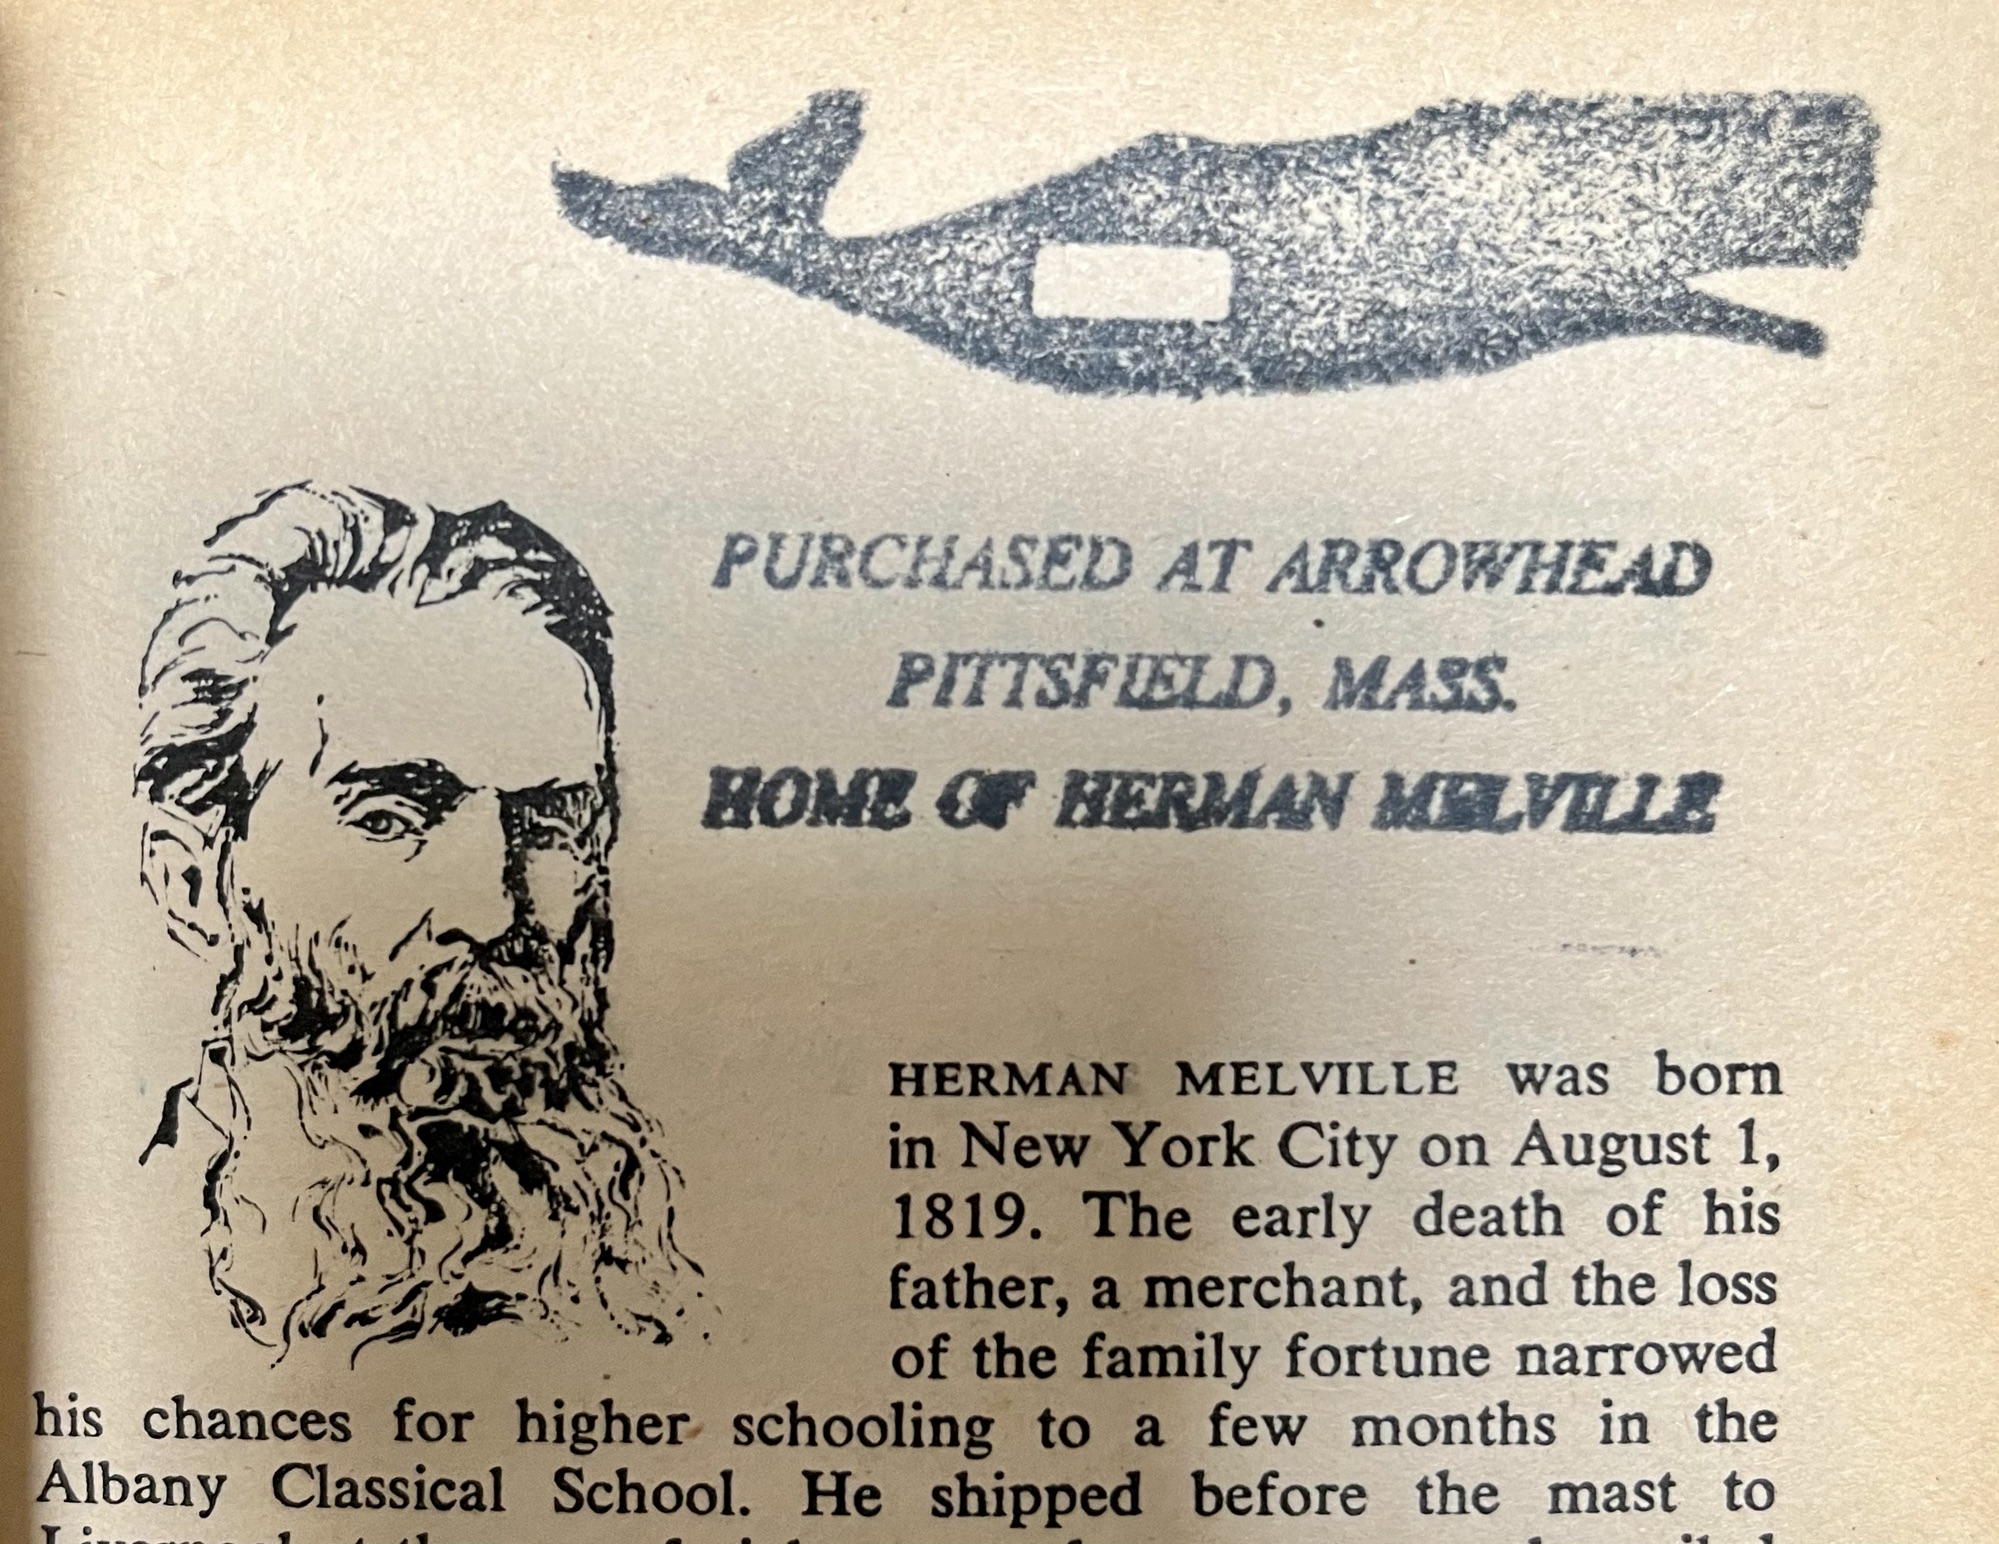 PURCHASED AT ARROWHEAD
PITTSFIELD, MASS.
HOME OF HERMAN MELVILLE
HERMAN MELVILLE was born
in New York City on August 1,
1819. The early death of his
father, a merchant, and the loss
of the family fortune narrowed
his chances for higher schooling to a few months in the
Albany Classical School. He shipped before the mast to